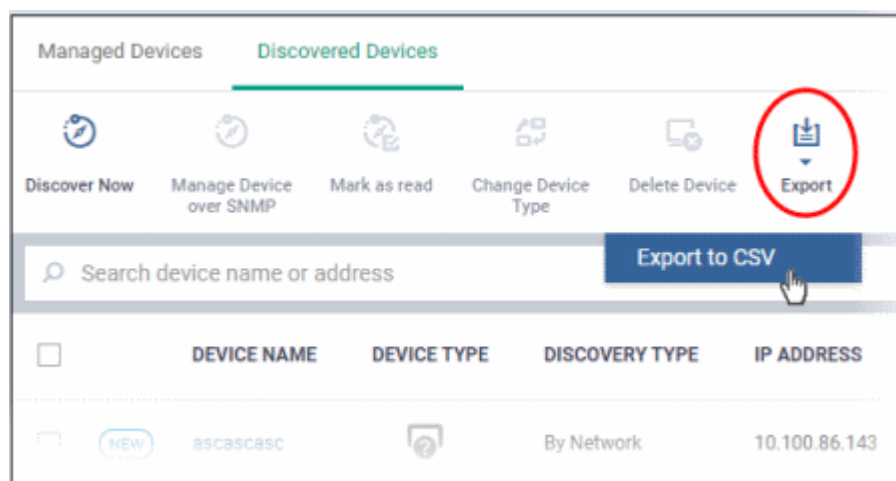 Managed Devices Discovered Devices
Discover Now Manage Device over SNMP Mark as read Change Device Type Delete Device Export
Search device name or address
Export to CSV
DEVICE NAME DEVICE TYPE DISCOVERY TYPE IP ADDRESS
NEW ascascasc By Network 10.100.86.143